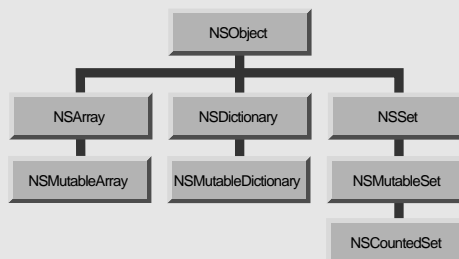 NSObject
NSArray NSDictionary NSSet
NSMutableArray NSMutableDictionary NSMutableSet
NSCountedSet